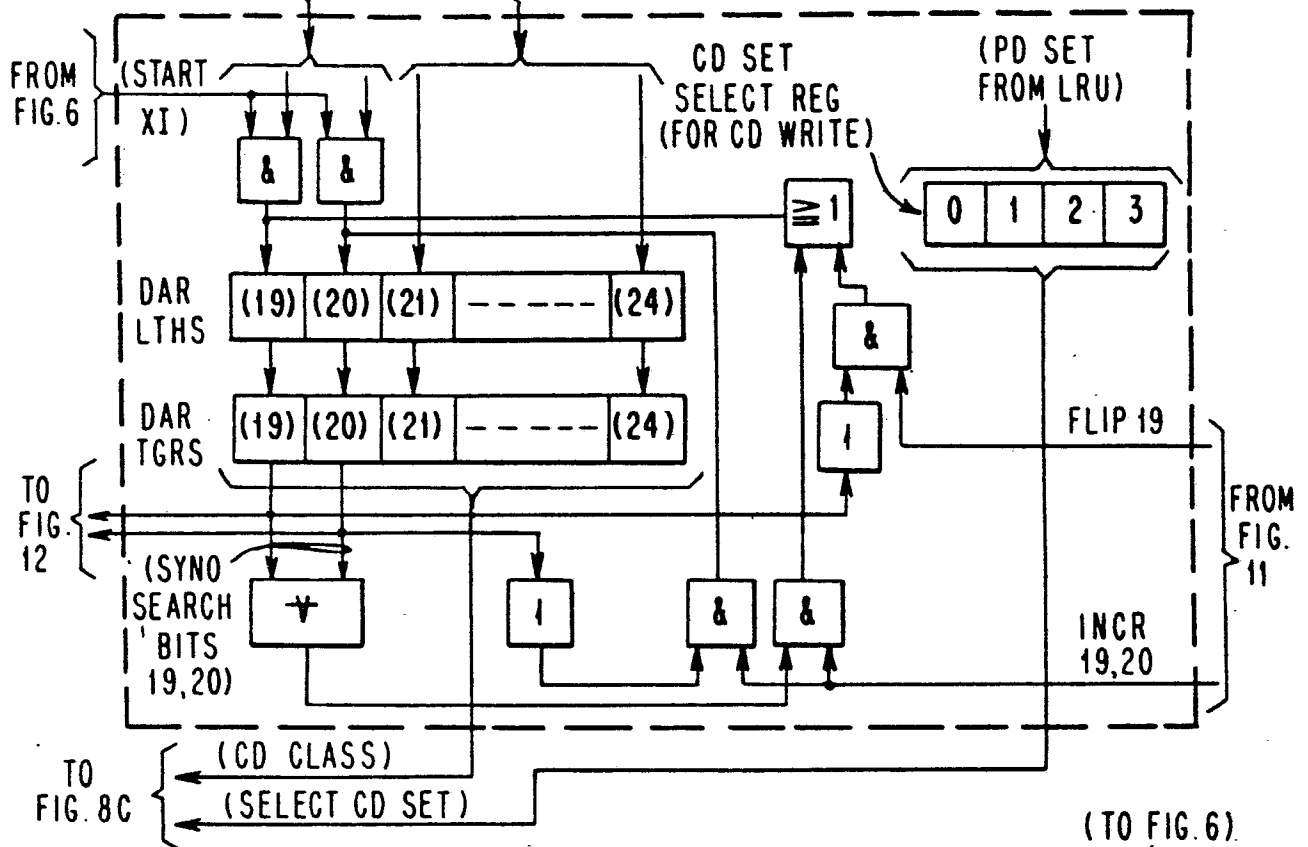 FROM
FIG. 6
(START
XI)
CD SET
SELECT REG
(FOR CD WRITE)
(PD SET
FROM LRU)
&
&
≧ 1
0 1 2 3
DAR
LTHS
(19) (20) (21) ----- (24)
&
DAR
TGRS
(19) (20) (21) ----- (24)
I
FLIP 19
TO
FIG.
12
FROM
FIG.
11
(SYNO
SEARCH
BITS
19,20)
∀
I
&
&
INCR
19,20
TO
FIG. 8C
(CD CLASS)
(SELECT CD SET)
(TO FIG. 6)